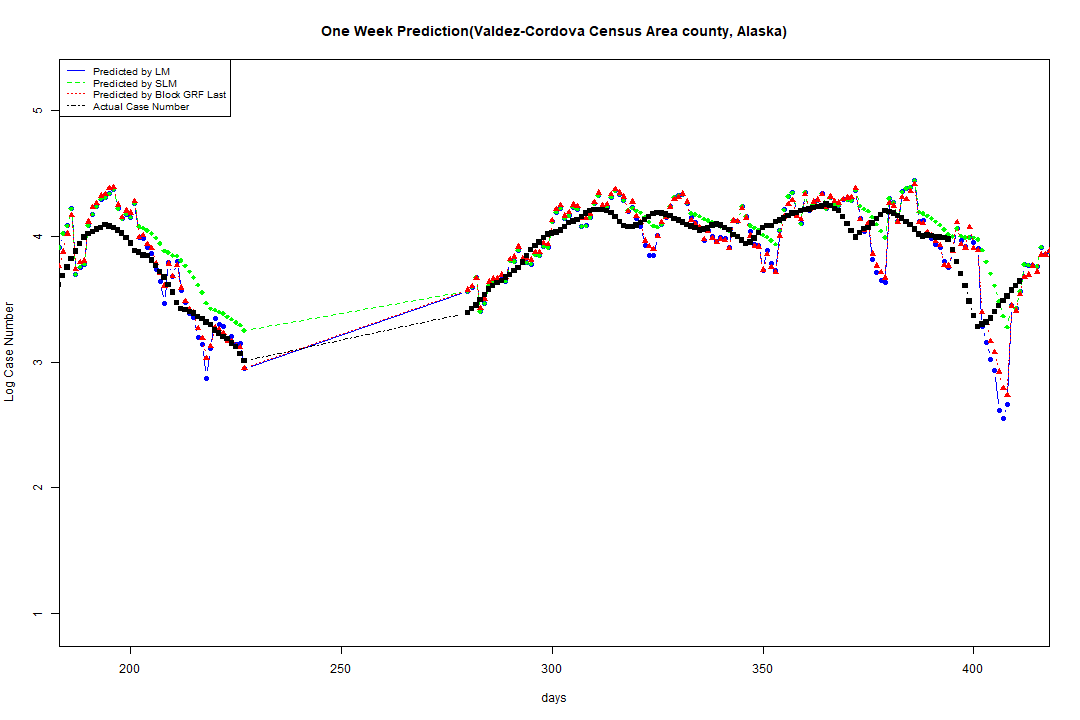 One Week Prediction(Valdez-Cordova Census Area county, Alaska)
Predicted by LM
Predicted by SLM
Predicted by Block GRF Last
Actual Case Number
5
4
3
2
1
Log Case Number
200 250 300 350 400
days